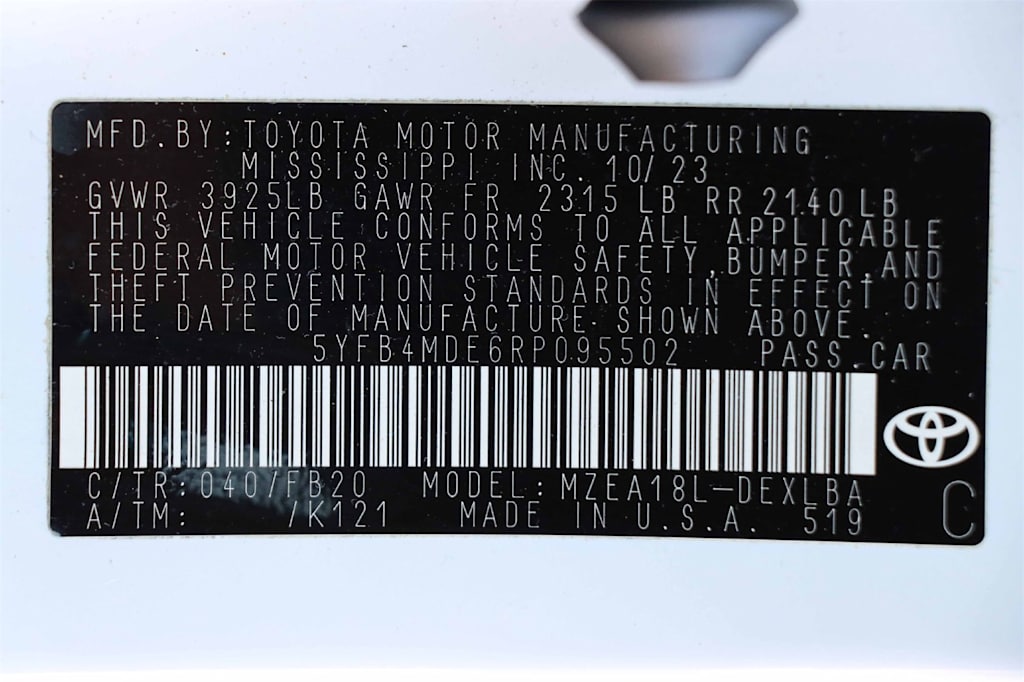 MFD.BY:TOYOTA MOTOR MANUFACTURING
MISSISSIPPI INC. 10/23
GVWR 3925LB GAWR FR 2315 LB RR 2140 LB
THIS VEHICLE CONFORMS TO ALL APPLICABLE
FEDERAL MOTOR VEHICLE SAFETY,BUMPER,AND
THEFT PREVENTION STANDARDS IN EFFECT ON
THE DATE OF MANUFACTURE SHOWN ABOVE.
5YFB4MDE6RP095502 PASS.CAR
C/TR:040/FB20 MODEL:MZEA18L-DEXLBA
A/TM: /K121 MADE IN U.S.A. 519
C